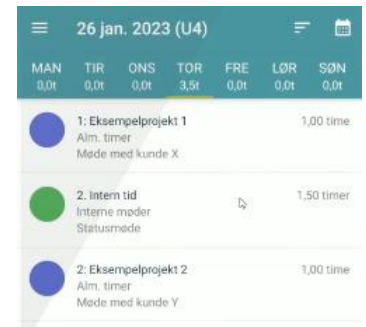 26 jan. 2023 (U4)
MAN TIR ONS TOR FRE LØR SØN
0,0t 0,0t 0,0t 3,5t 0,0t 0,0t 0,0t
1: Eksempelprojekt 1 1,00 time
Alm. timer
Møde med kunde X
2. Intern tid 1,50 timer
Interne møder
Statusmøde
2: Eksempelprojekt 2 1,00 time
Alm. timer
Møde med kunde Y